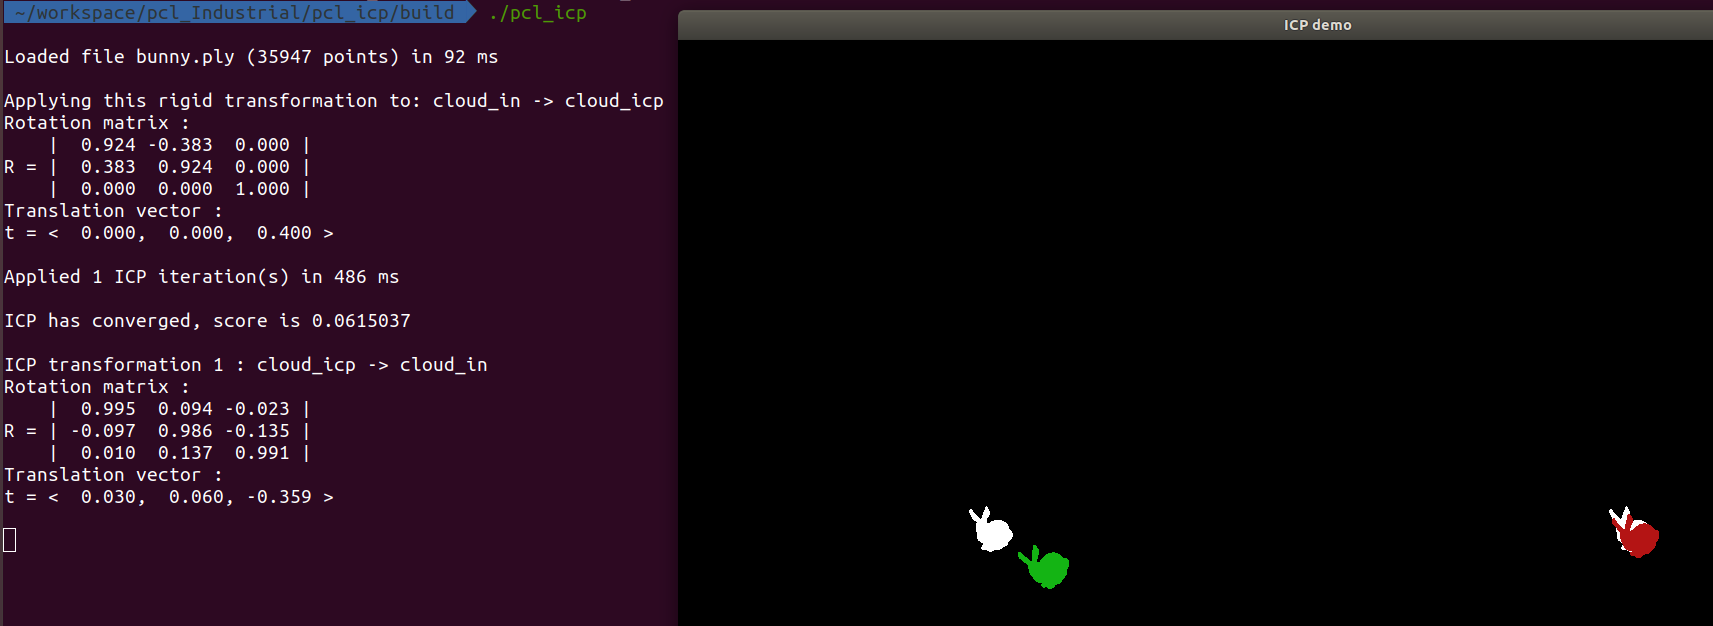 ~/workspace/pcl_Industrial/pcl_icp/build ./pcl_icp
ICP demo
Loaded file bunny.ply (35947 points) in 92 ms
Applying this rigid transformation to: cloud_in -> cloud_icp
Rotation matrix :
| 0.924 -0.383 0.000 |
R = | 0.383 0.924 0.000 |
| 0.000 0.000 1.000 |
Translation vector :
t = < 0.000, 0.000, 0.400 >
Applied 1 ICP iteration(s) in 486 ms
ICP has converged, score is 0.0615037
ICP transformation 1 : cloud_icp -> cloud_in
Rotation matrix :
| 0.995 0.094 -0.023 |
R = | -0.097 0.986 -0.135 |
| 0.010 0.137 0.991 |
Translation vector :
t = < 0.030, 0.060, -0.359 >